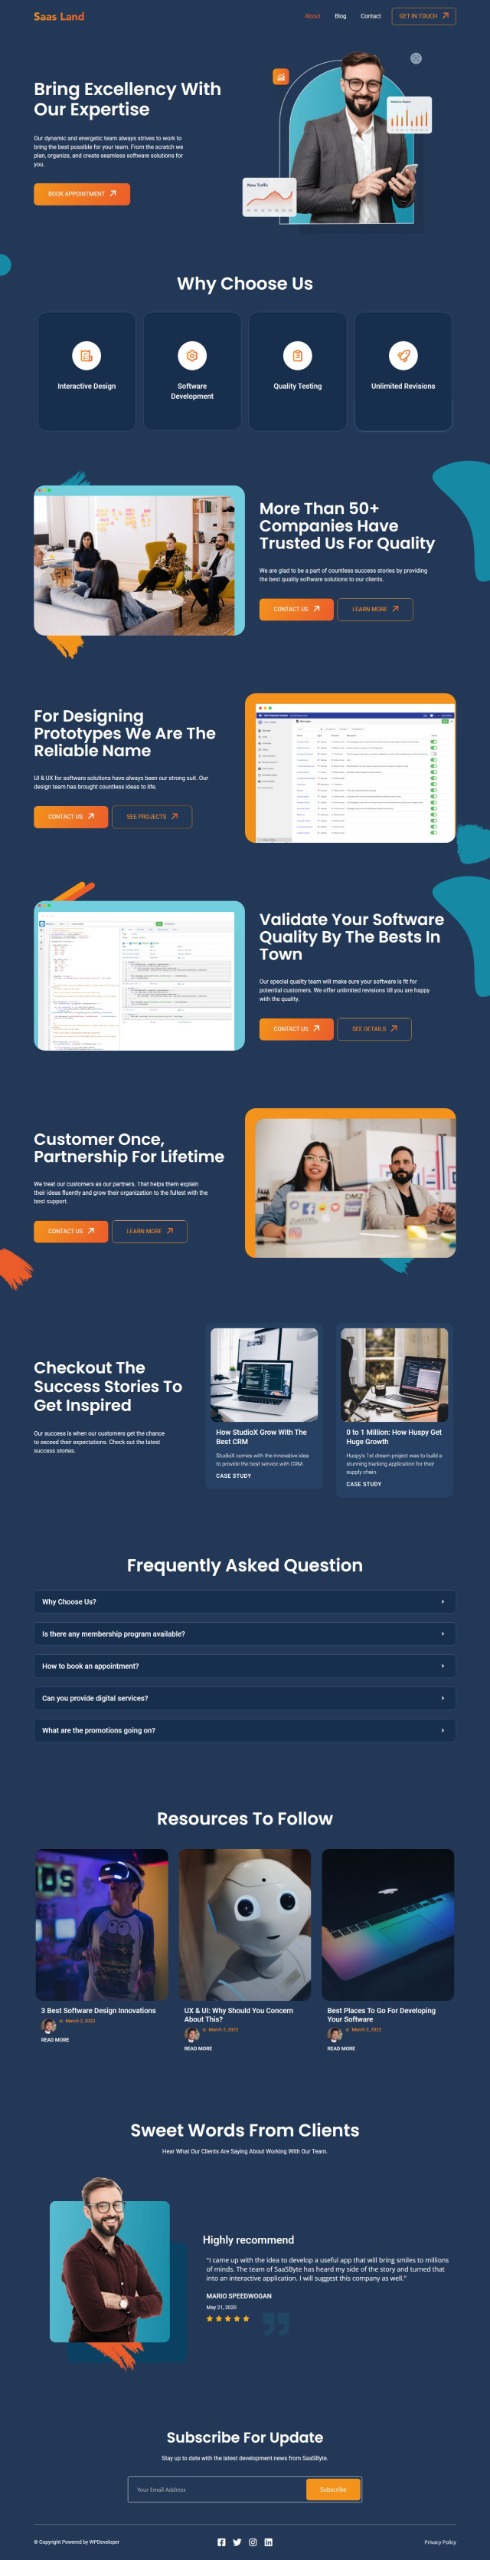 Saas Land
About
Blog
Contact
GET IN TOUCH
Bring Excellency With
Our Expertise
Our dynamic and energetic team always strives to work to
bring the best possible for your team. From the scratch we
plan, organize, and create seamless software solutions for
you.
BOOK APPOINTMENT
New Traffic
Why Choose Us
Interactive Design
Software
Development
Quality Testing
Unlimited Revisions
More Than 50+
Companies Have
Trusted Us For Quality
We are glad to be a part of countless success stories by providing
the best quality software solutions to our clients.
CONTACT US
LEARN MORE
For Designing
Prototypes We Are The
Reliable Name
UI & UX for software solutions have always been our strong suit. Our
design team has brought countless ideas to life.
CONTACT US
SEE PROJECTS
Validate Your Software
Quality By The Bests In
Town
Our special quality team will make sure your software is fit for
potential customers. We offer unlimited revisions till you are happy
with the quality.
CONTACT US
SEE DETAILS
Customer Once,
Partnership For Lifetime
We treat our customers as our partners. That helps them explain
their ideas fluently and grow their organization to the fullest with the
best support.
CONTACT US
LEARN MORE
Checkout The
Success Stories To
Get Inspired
Our success is when our customers get the chance
to exceed their expectations. Check out the latest
success stories.
How StudioX Grow With The
Best CRM
StudioX comes with the innovative idea
to provide the best service with CRM.
CASE STUDY
0 to 1 Million: How Huspy Get
Huge Growth
Huspy's 1st dream project was to build a
stunning tracking application for their
supply chain.
CASE STUDY
Frequently Asked Question
Why Choose Us?
Is there any membership program available?
How to book an appointment?
Can you provide digital services?
What are the promotions going on?
Resources To Follow
3 Best Software Design Innovations
March 2, 2022
READ MORE
UX & UI: Why Should You Concern
About This?
March 2, 2022
READ MORE
Best Places To Go For Developing
Your Software
March 2, 2022
READ MORE
Sweet Words From Clients
Hear What Our Clients Are Saying About Working With Our Team.
Highly recommend
"I came up with the idea to develop a useful app that will bring smiles to millions
of minds. The team of SaaSByte has heard my side of the story and turned that
into an interactive application. I will suggest this company as well."
MARIO SPEEDWOGAN
May 21, 2020
Subscribe For Update
Stay up to date with the latest development news from SaaSByte.
Your Email Address
Subscribe
© Copyright Powered by WPDeveloper
Privacy Policy